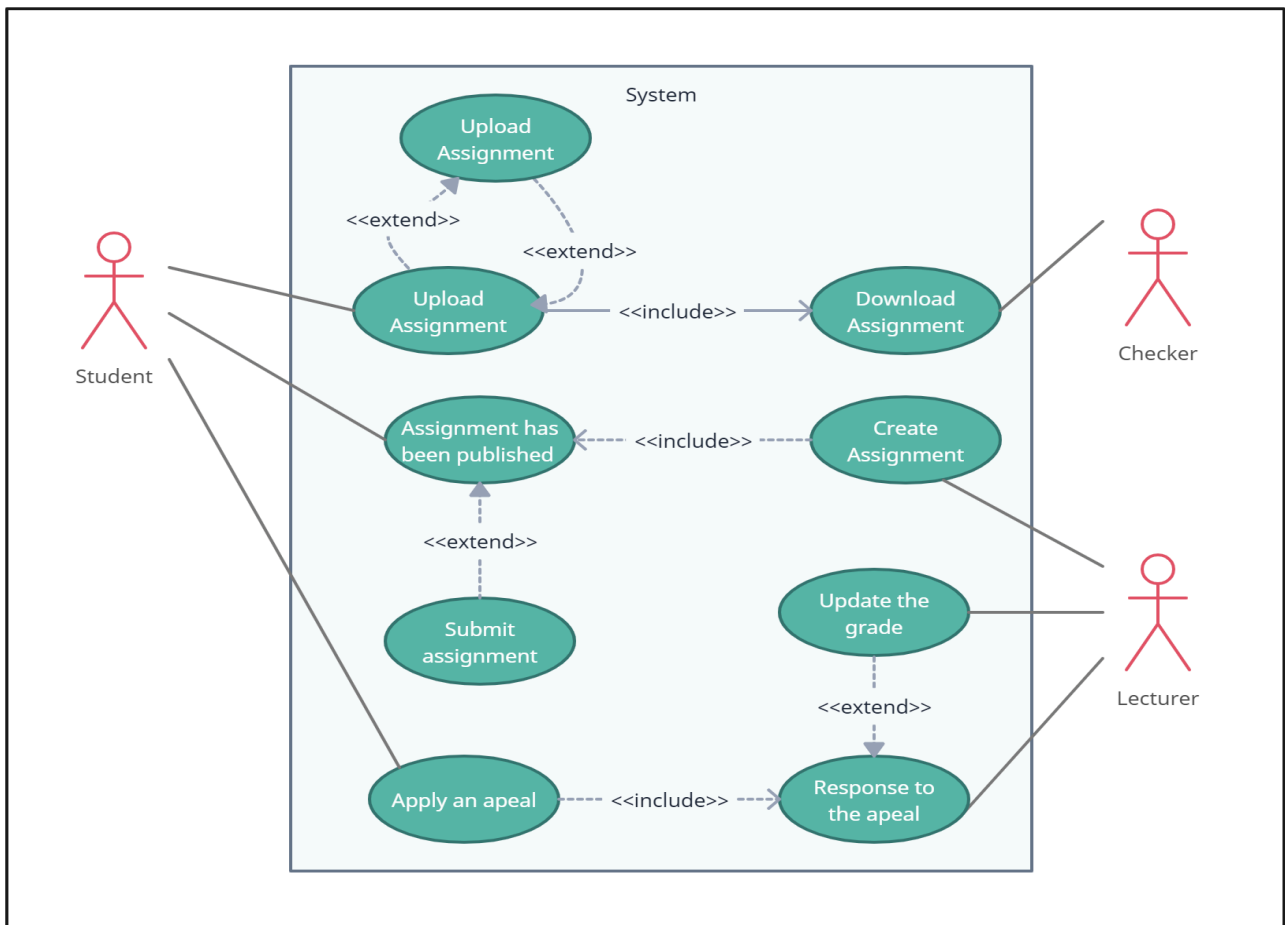 System
Upload
Assignment
<<extend>>
<<extend>>
Upload
Assignment
<<include>>
Download
Assignment
Student
Checker
Assignment has
been published
<<include>>
Create
Assignment
<<extend>>
Submit
assignment
Update the
grade
<<extend>>
Lecturer
Apply an apeal
<<include>>
Response to
the apeal